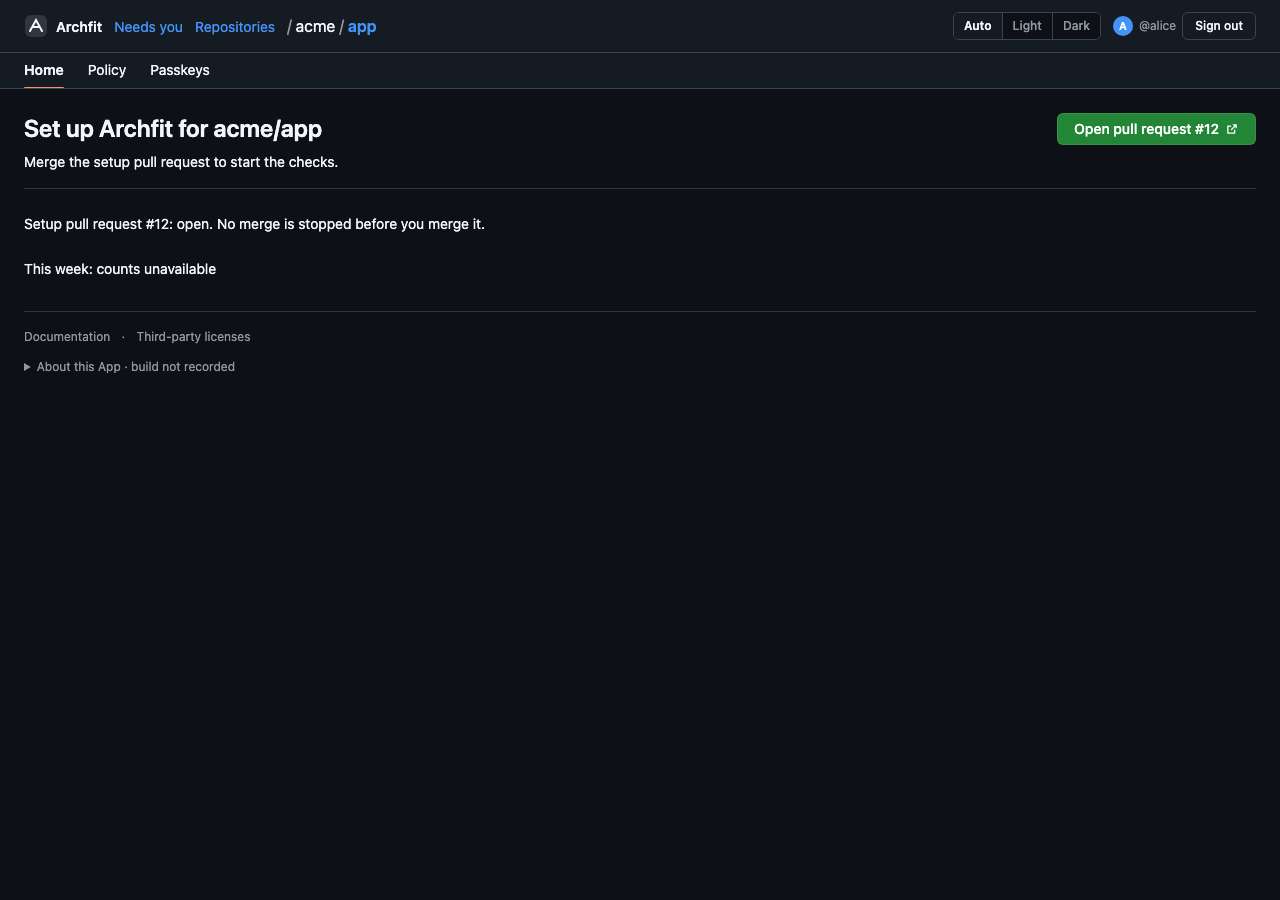 Archfit Needs you Repositories / acme / app Auto Light Dark A @alice Sign out
Home Policy Passkeys
Set up Archfit for acme/app
Open pull request #12
Merge the setup pull request to start the checks.
Setup pull request #12: open. No merge is stopped before you merge it.
This week: counts unavailable
Documentation · Third-party licenses
About this App · build not recorded